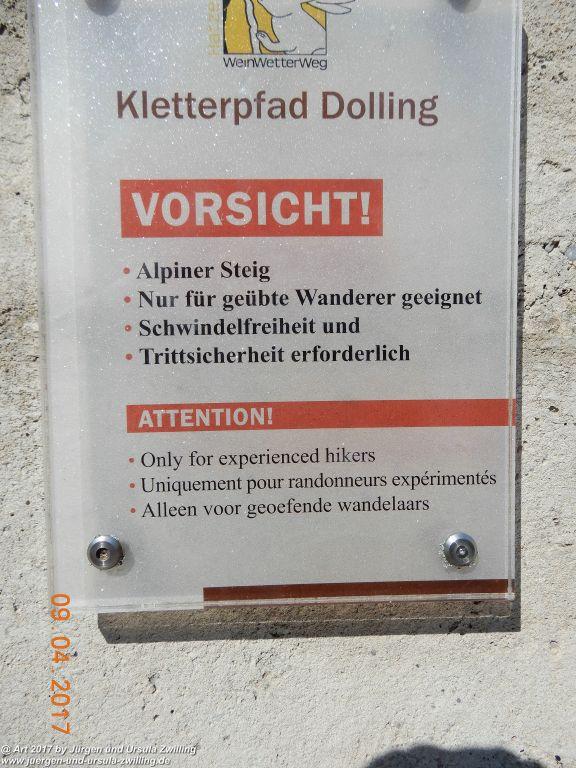 WeinWetterWeg
Kletterpfad Dolling
VORSICHT!
• Alpiner Steig
• Nur für geübte Wanderer geeignet
• Schwindelfreiheit und
• Trittsicherheit erforderlich
ATTENTION!
• Only for experienced hikers
• Uniquement pour randonneurs expérimentés
• Alleen voor geoefende wandelaars
09.04.2017
@ Art 2017 by Jürgen und Ursula Zwilling
www.juergen-und-ursula-zwilling.de